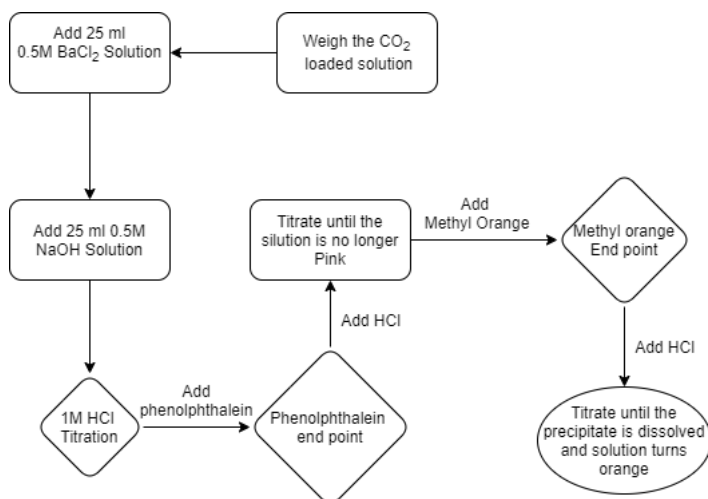 Weigh the CO2
loaded solution
Add 25 ml
0.5M BaCl2 Solution
Add 25 ml 0.5M
NaOH Solution
1M HCl
Titration
Add
phenolphthalein
Phenolphthalein
end point
Add HCl
Titrate until the
silution is no longer
Pink
Add
Methyl Orange
Methyl orange
End point
Add HCl
Titrate until the
precipitate is dissolved
and solution turns
orange